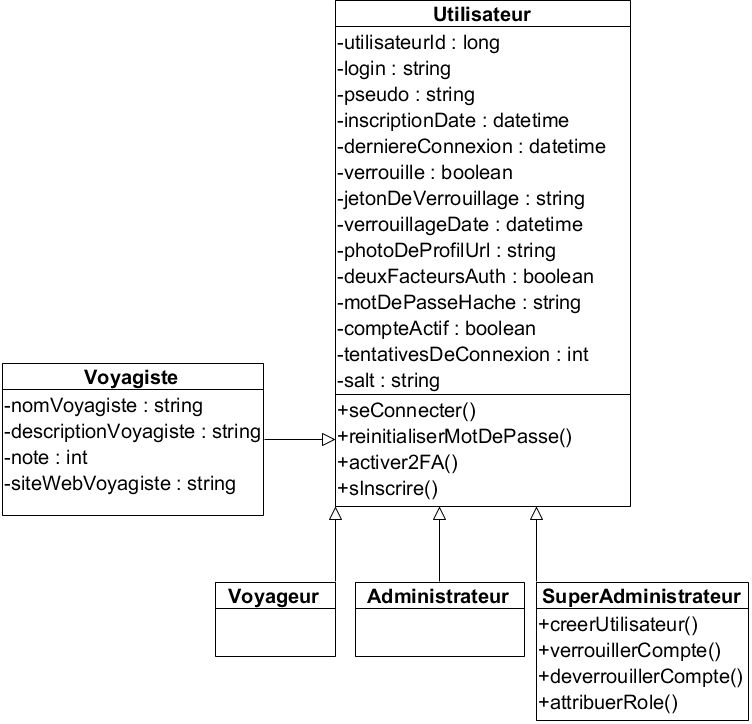 Utilisateur
-utilisateurId : long
-login : string
-pseudo : string
-inscriptionDate : datetime
-derniereConnexion : datetime
-verrouille : boolean
-jetonDeVerrouillage : string
-verrouillageDate : datetime
-photoDeProfilUrl : string
-deuxFacteursAuth : boolean
-motDePasseHache : string
-compteActif : boolean
-tentativesDeConnexion : int
-salt : string
+seConnecter()
+reinitialiserMotDePasse()
+activer2FA()
+sInscrire()
Voyagiste
-nomVoyagiste : string
-descriptionVoyagiste : string
-note : int
-siteWebVoyagiste : string
Voyageur
Administrateur
SuperAdministrateur
+creerUtilisateur()
+verrouillerCompte()
+deverrouillerCompte()
+attribuerRole()